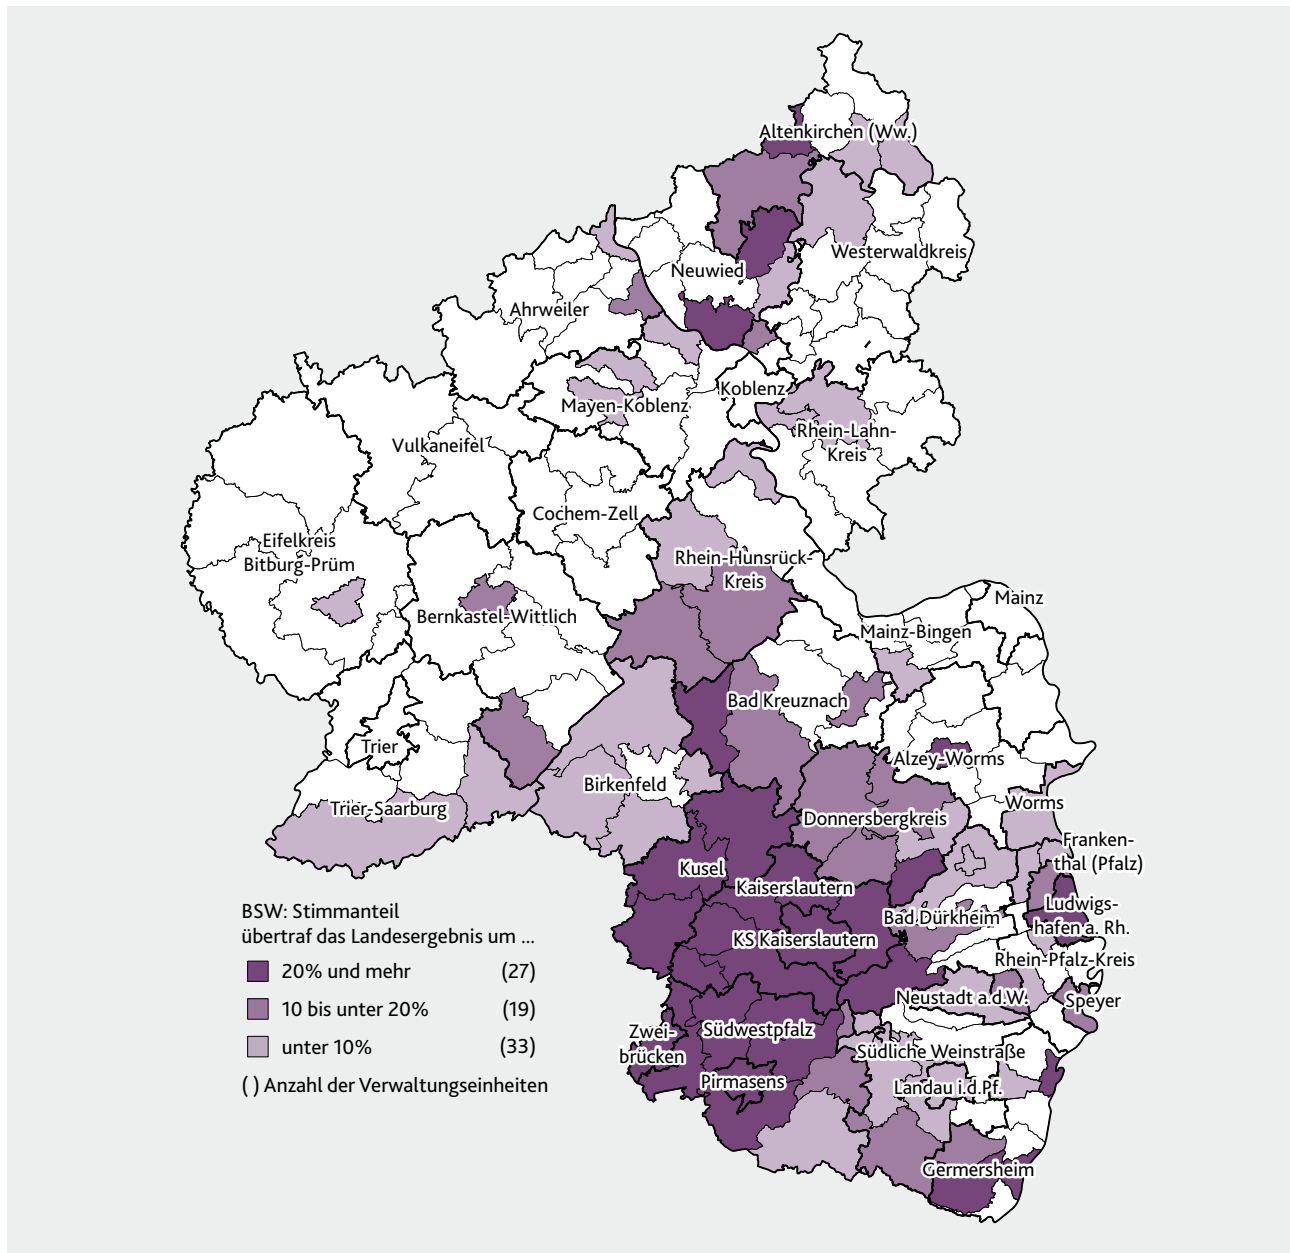 Altenkirchen (Ww.)
Westerwaldkreis
Neuwied
Ahrweiler
Koblenz
Mayen-Koblenz
Rhein-Lahn-
Kreis
Vulkaneifel
Cochem-Zell
Eifelkreis
Bitburg-Prüm
Rhein-Hunsrück-
Kreis
Mainz
Bernkastel-Wittlich
Mainz-Bingen
Bad Kreuznach
Trier
Alzey-Worms
Birkenfeld
Trier-Saarburg
Worms
Donnersbergkreis
Franken-
thal (Pfalz)
Kusel
Kaiserslautern
Ludwigs-
hafen a. Rh.
Bad Dürkheim
KS Kaiserslautern
Rhein-Pfalz-Kreis
Neustadt a.d.W.
Speyer
Zwei-
brücken
Südwestpfalz
Südliche Weinstraße
Pirmasens
Landau i.d.Pf.
Germersheim
BSW: Stimmanteil
übertraf das Landesergebnis um ...
20% und mehr (27)
10 bis unter 20% (19)
unter 10% (33)
( ) Anzahl der Verwaltungseinheiten